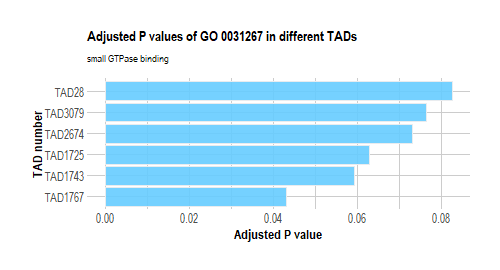 Adjusted P values of GO 0031267 in different TADs
small GTPase binding
TAD28
TAD3079
TAD2674
TAD1725
TAD1743
TAD1767
TAD number
0.00 0.02 0.04 0.06 0.08
Adjusted P value